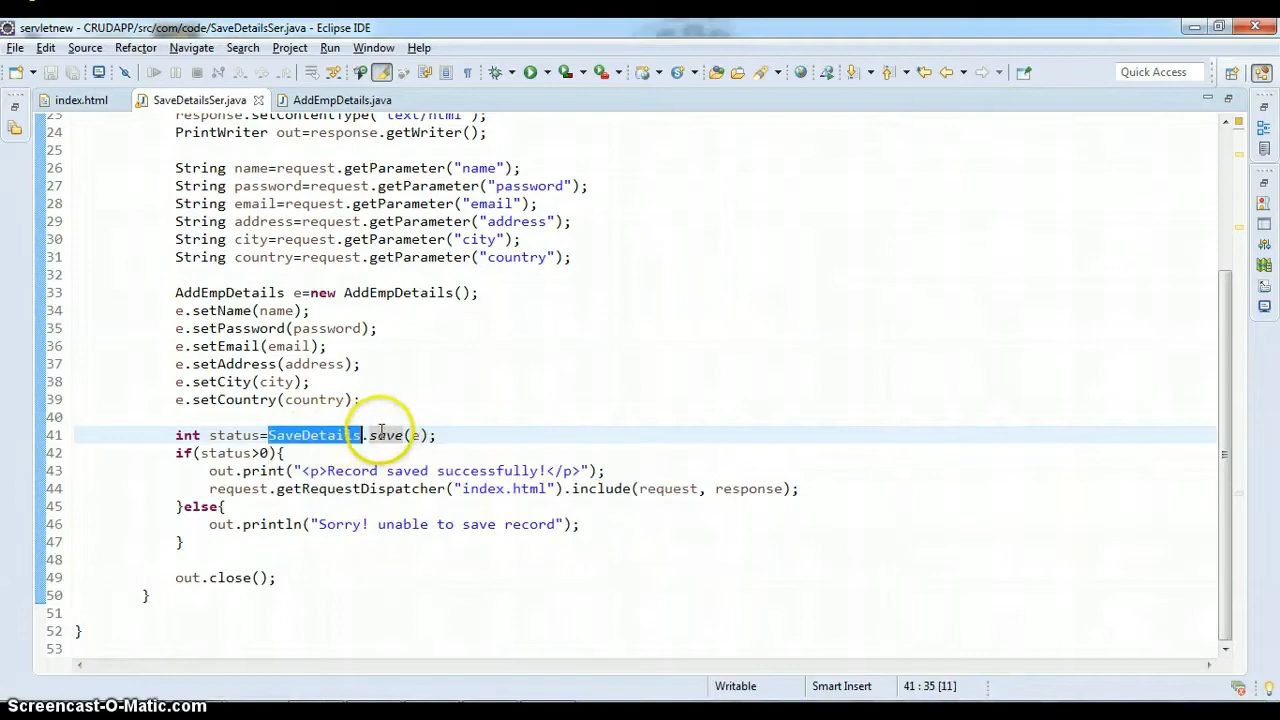 servletnew - CRUDAPP/src/com/code/SaveDetailsSer.java - Eclipse IDE
File Edit Source Refactor Navigate Search Project Run Window Help
Quick Access
index.html SaveDetailsSer.java AddEmpDetails.java
23 response.setContentType("text/html");
24 PrintWriter out=response.getWriter();
26 String name=request.getParameter("name");
27 String password=request.getParameter("password");
28 String email=request.getParameter("email");
29 String address=request.getParameter("address");
30 String city=request.getParameter("city");
31 String country=request.getParameter("country");
32
33 AddEmpDetails e=new AddEmpDetails();
34 e.setName(name);
35 e.setPassword(password);
36 e.setEmail(email);
37 e.setAddress(address);
38 e.setCity(city);
39 e.setCountry(country);
40
41 int status=SaveDetails.save(e);
42 if(status>0){
43 out.print("<p>Record saved successfully!</p>");
44 request.getRequestDispatcher("index.html").include(request, response);
45 }else{
46 out.println("Sorry! unable to save record");
47 }
48
49 out.close();
50 }
51
52 }
53
Writable Smart Insert 41 : 35 [11]
Screencast-O-Matic.com